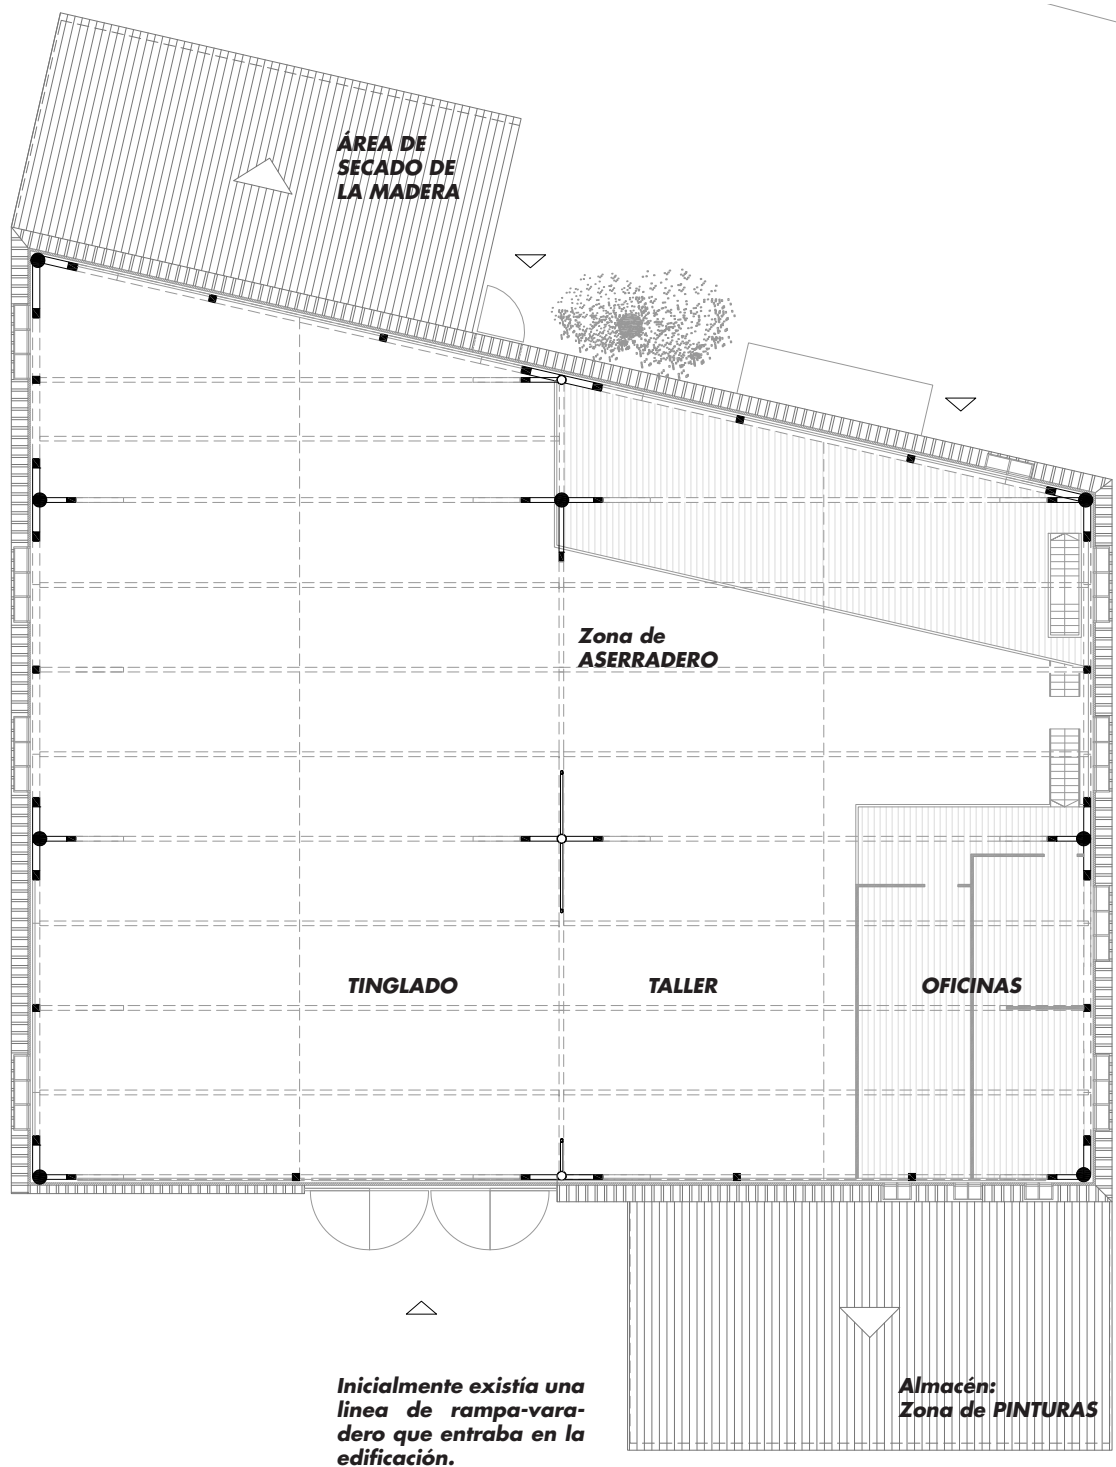 ÁREA DE
SECADO DE
LA MADERA
Zona de
ASERRADERO
TINGLADO
TALLER
OFICINAS
Inicialmente existía una
linea de rampa-vara-
dero que entraba en la
edificación.
Almacén:
Zona de PINTURAS